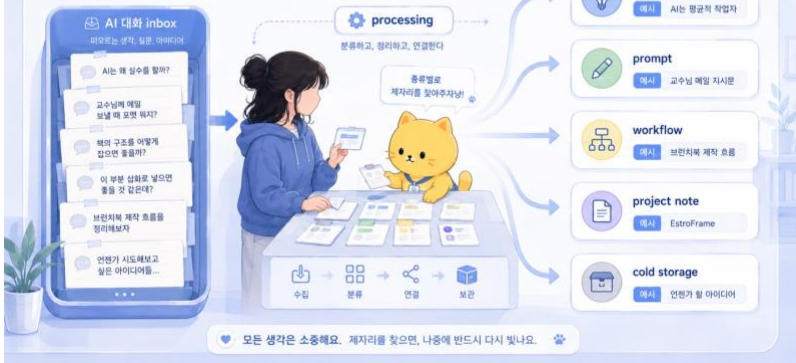 AI 대화 inbox
떠오르는 생각, 질문, 아이디어
AI는 왜 실수를 할까?
교수님께 메일
보낼 때 포맷 뭐지?
책의 구조를 어떻게
잡으면 좋을까?
이 부분 삽화로 넣으면
좋을 것 같은데?
브런치북 제작 흐름을
정리해보자
언젠가 시도해보고
싶은 아이디어들...
processing
분류하고, 정리하고, 연결한다
종류별로
제자리를 찾아주자냥!
수집
분류
연결
보관
예시 AI는 평균적 작업자
prompt
예시 교수님 메일 지시문
workflow
예시 브런치북 제작 흐름
project note
예시 EstroFrame
cold storage
예시 언젠가 할 아이디어
모든 생각은 소중해요. 제자리를 찾으면, 나중에 반드시 다시 빛나요.